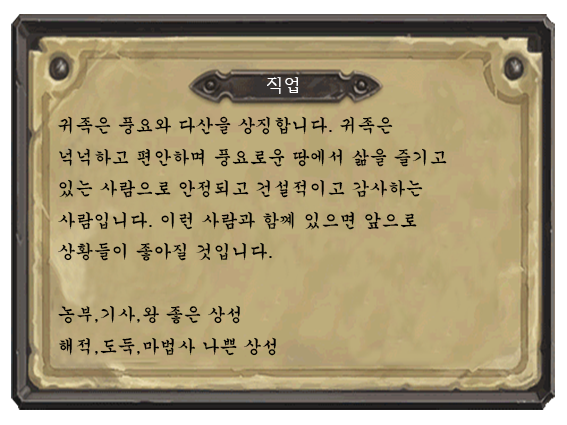 직업
귀족은 풍요와 다산을 상징합니다. 귀족은
넉넉하고 편안하며 풍요로운 땅에서 삶을 즐기고
있는 사람으로 안정되고 건설적이고 감사하는
사람입니다. 이런 사람과 함께 있으면 앞으로
상황들이 좋아질 것입니다.
농부,기사,왕 좋은 상성
해적,도둑,마법사 나쁜 상성